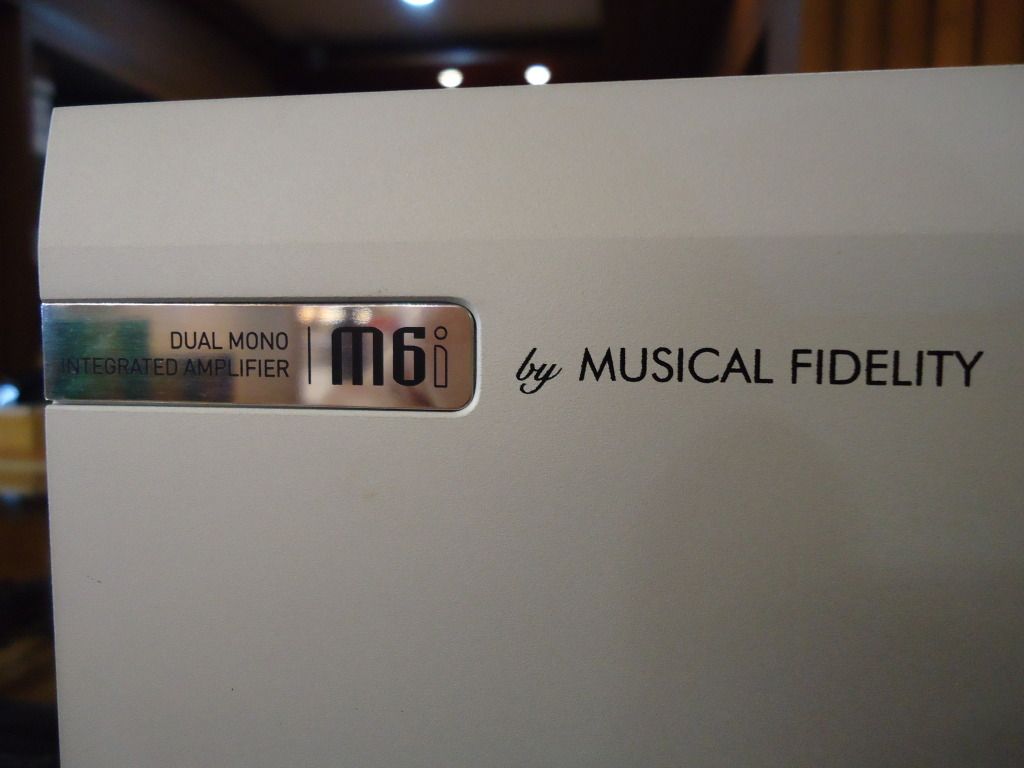 DUAL MONO
INTEGRATED AMPLIFIER
M6i
by MUSICAL FIDELITY